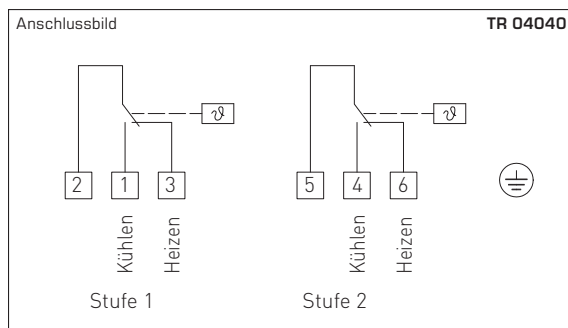 Anschlussbild TR 04040
ϑ ϑ
2 1 3 5 4 6
Kühlen Heizen Kühlen Heizen
Stufe 1 Stufe 2